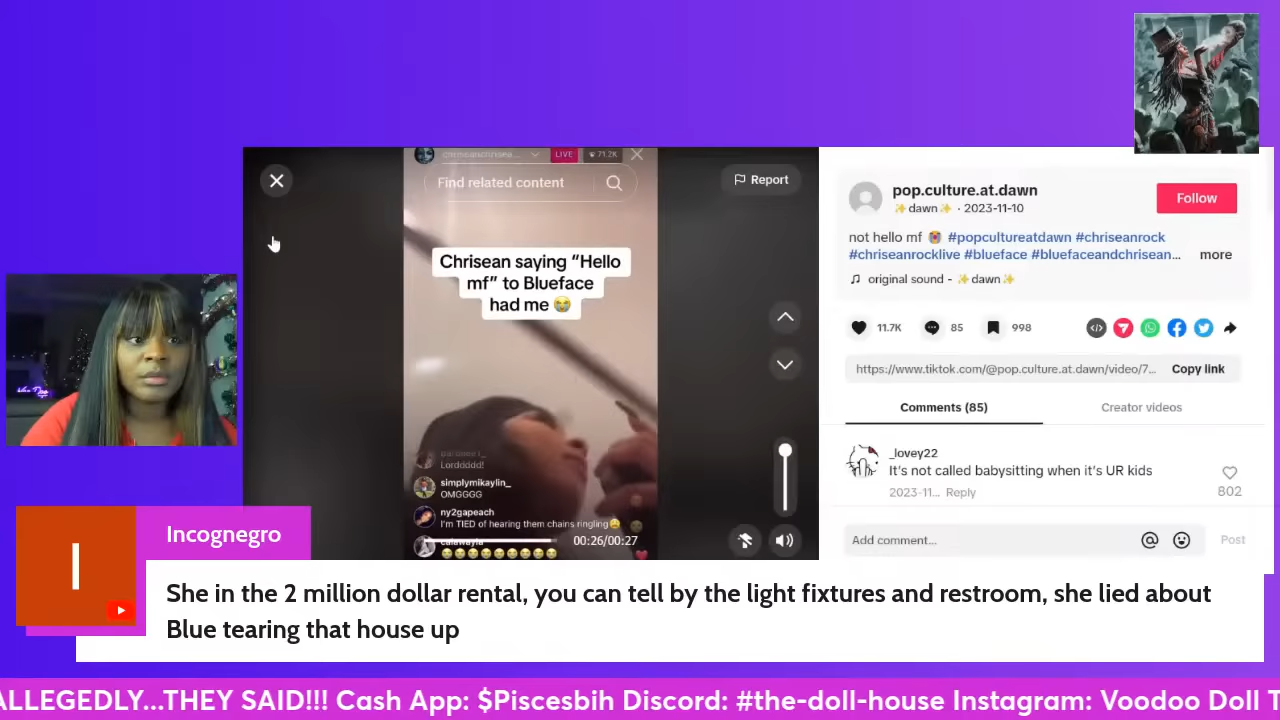 LIVE
71.2K
Find related content
Report
Chrisean saying “Hello
mf” to Blueface
had me 😭
Lorddddd!
simplymikaylin_
OMGGGG
ny2gapeach
I'm TIED of hearing them chains ringling😩
😭😭😭😭😭😭😭😭😭
00:26/00:27
pop.culture.at.dawn
✨dawn✨ · 2023-11-10
Follow
not hello mf 😭 #popcultureatdawn #chriseanrock
#chriseanrocklive #blueface #bluefaceandchrisean...
more
♫ original sound - ✨dawn✨
11.7K
85
998
https://www.tiktok.com/@pop.culture.at.dawn/video/7...
Copy link
Comments (85)
Creator videos
_lovey22
It's not called babysitting when it's UR kids
2023-11... Reply
802
Add comment...
Post
I
Incognegro
She in the 2 million dollar rental, you can tell by the light fixtures and restroom, she lied about
Blue tearing that house up
ALLEGEDLY...THEY SAID!!! Cash App: $Piscesbih Discord: #the-doll-house Instagram: Voodoo Doll T